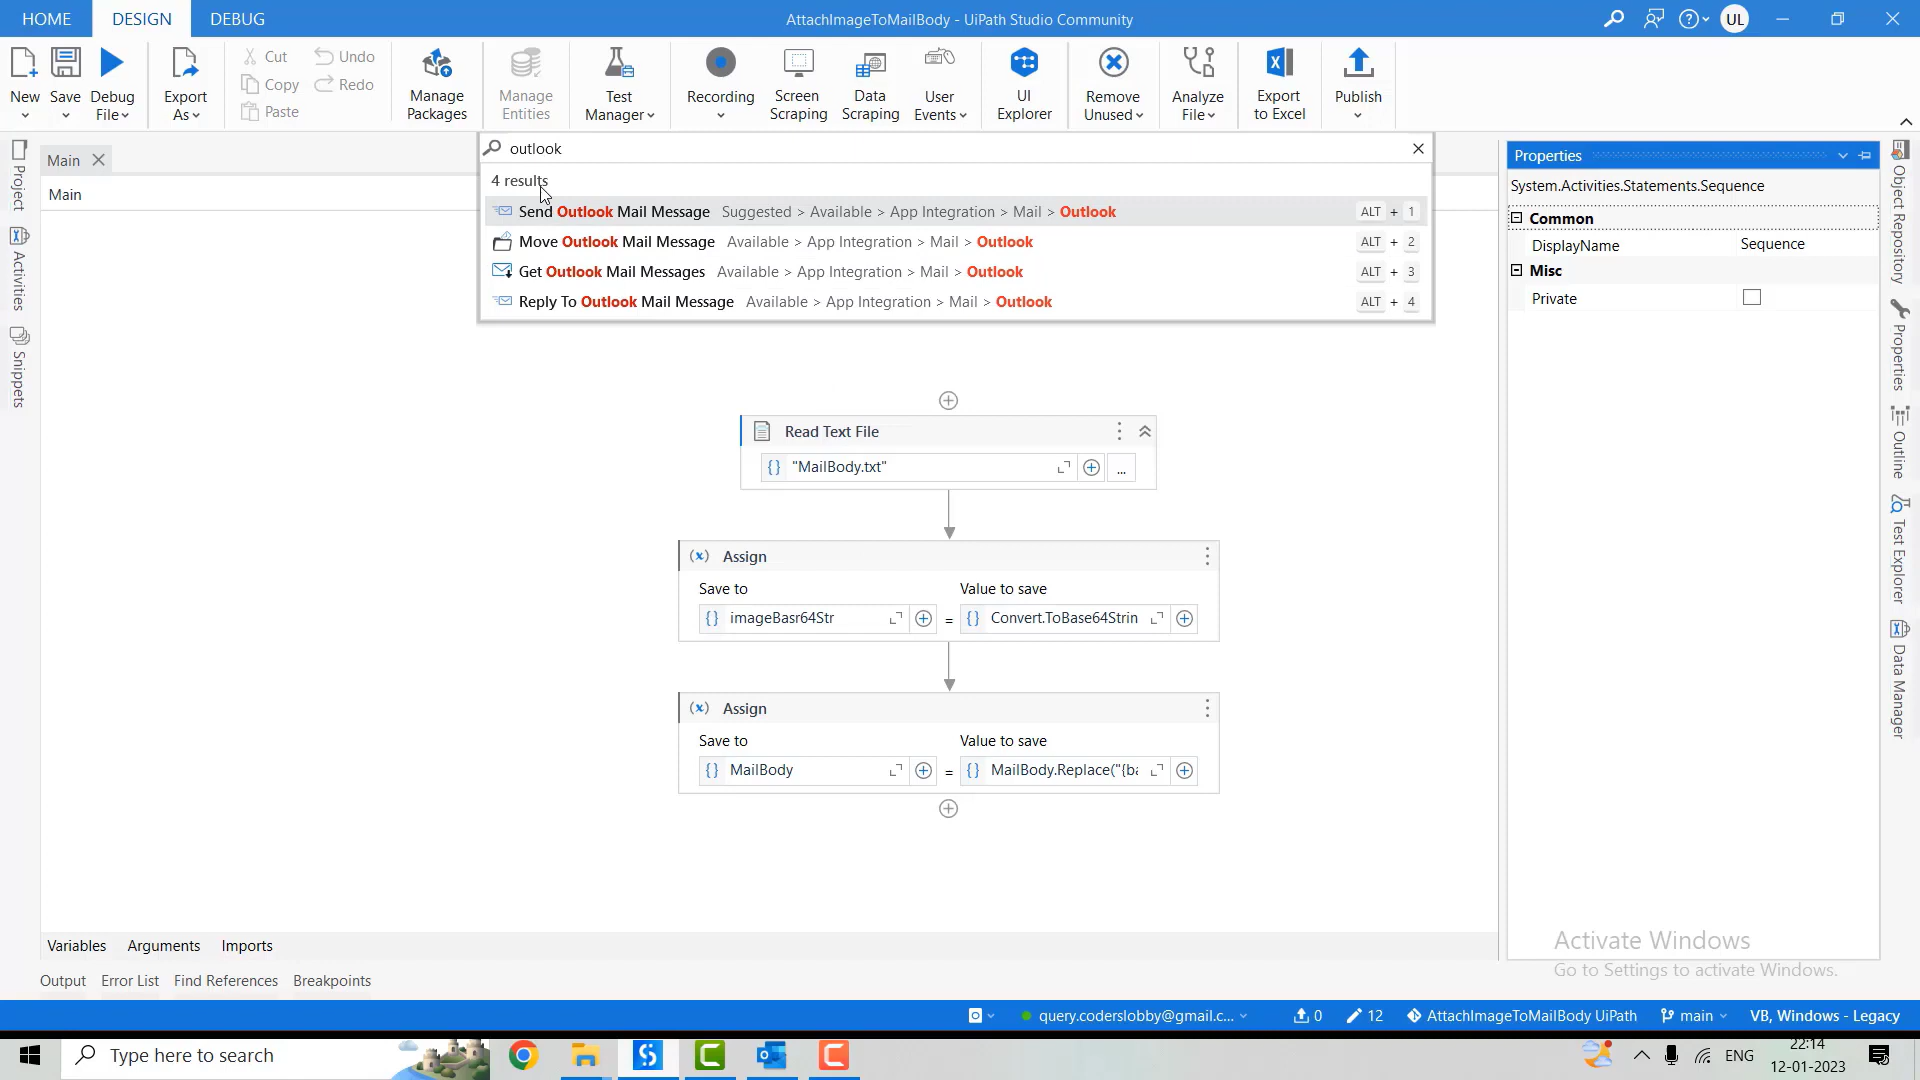 HOME DESIGN DEBUG AttachImageToMailBody - UiPath Studio Community UL
New Save Debug File Export As Cut Copy Paste Undo Redo Manage Packages Manage Entities Test Manager Recording Screen Scraping Data Scraping User Events UI Explorer Remove Unused Analyze File Export to Excel Publish
outlook
4 results
Send Outlook Mail Message Suggested > Available > App Integration > Mail > Outlook ALT + 1
Move Outlook Mail Message Available > App Integration > Mail > Outlook ALT + 2
Get Outlook Mail Messages Available > App Integration > Mail > Outlook ALT + 3
Reply To Outlook Mail Message Available > App Integration > Mail > Outlook ALT + 4
Project
Activities
Snippets
Main
Main
Read Text File
"MailBody.txt" ...
Assign
Save to Value to save
imageBasr64Str = Convert.ToBase64Strin
Assign
Save to Value to save
MailBody = MailBody.Replace("{ba
Properties
System.Activities.Statements.Sequence
Common
DisplayName Sequence
Misc
Private
Object Repository
Properties
Outline
Test Explorer
Data Manager
Activate Windows
Go to Settings to activate Windows.
Variables Arguments Imports
Output Error List Find References Breakpoints
query.coderslobby@gmail.c... 0 12 AttachImageToMailBody UiPath main VB, Windows - Legacy
Type here to search ENG 22:14
12-01-2023